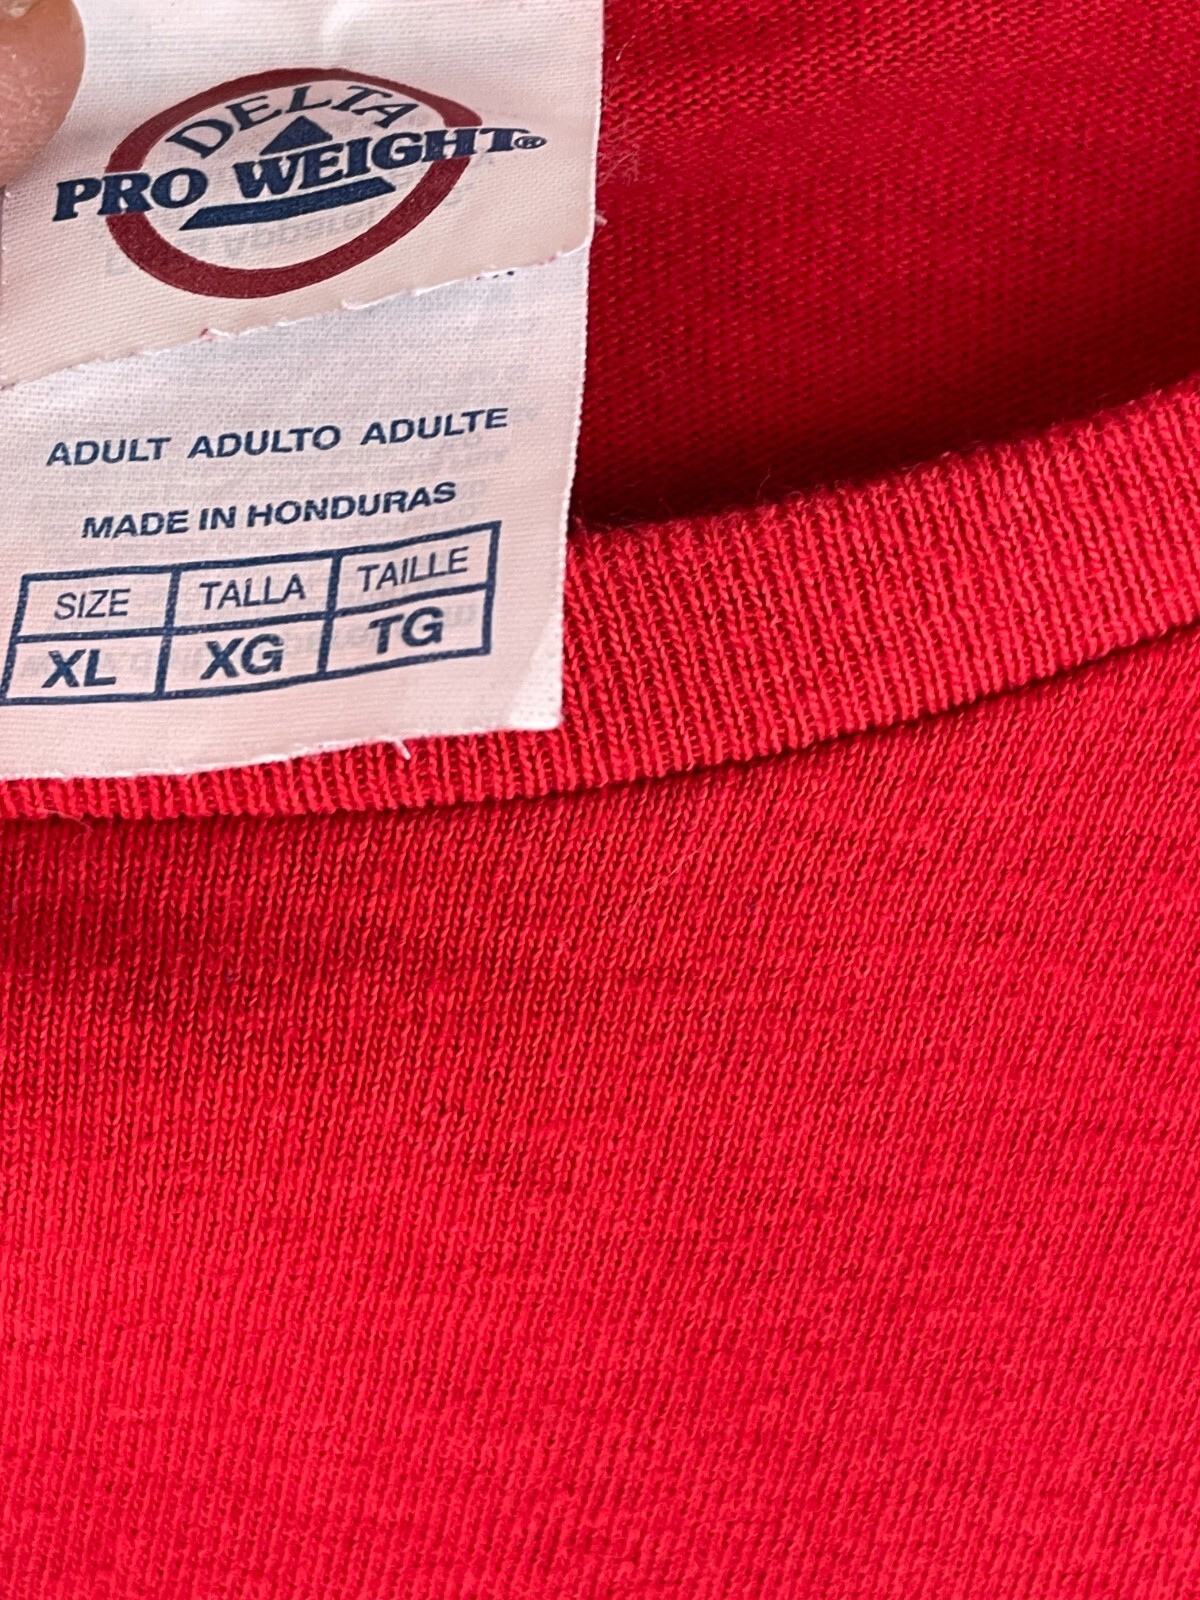 DELTA
PRO WEIGHT®
ADULT ADULTO ADULTE
MADE IN HONDURAS
SIZE TALLA TAILLE
XL XG TG